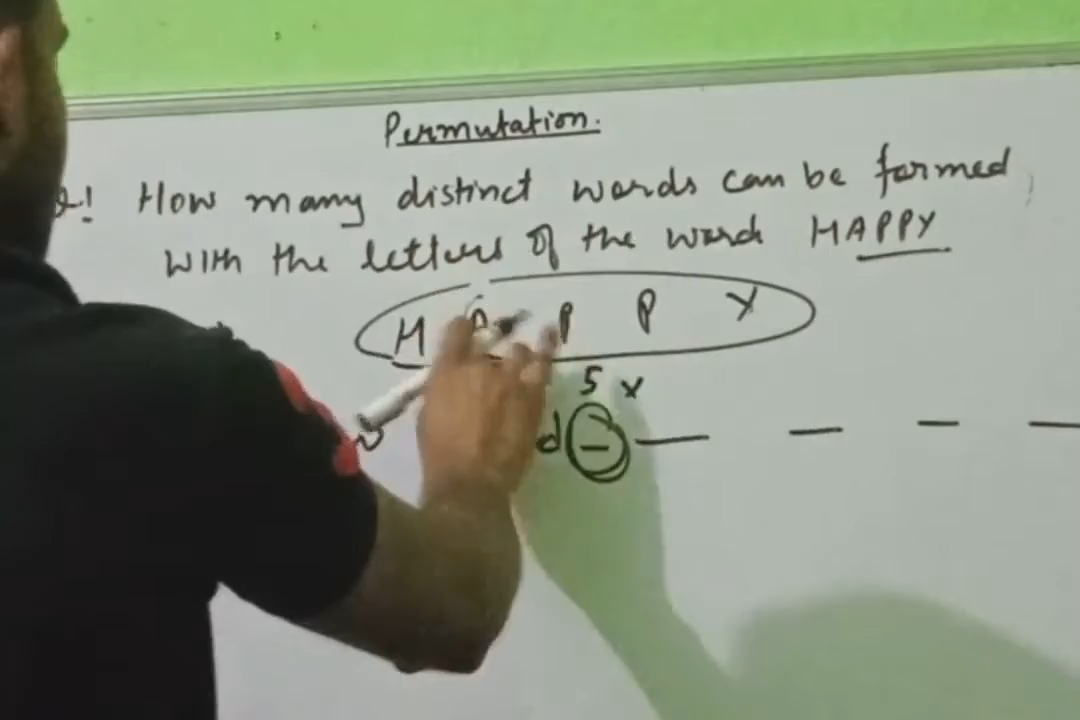 Permutation.
Q! How many distinct words can be formed
with the letters of the word HAPPY
H A P P Y
5 x
d